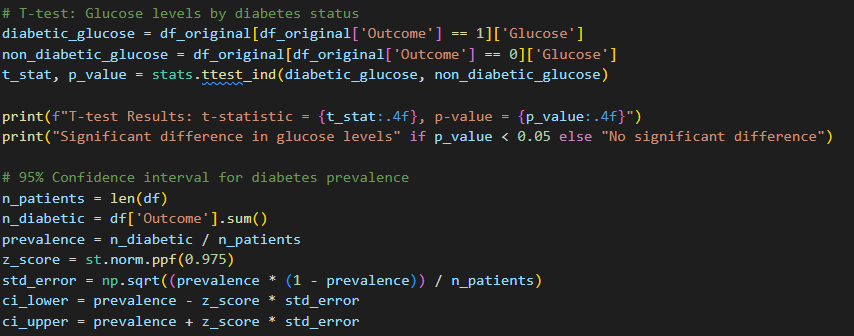 # T-test: Glucose levels by diabetes status
diabetic_glucose = df_original[df_original['Outcome'] == 1]['Glucose']
non_diabetic_glucose = df_original[df_original['Outcome'] == 0]['Glucose']
t_stat, p_value = stats.ttest_ind(diabetic_glucose, non_diabetic_glucose)

print(f"T-test Results: t-statistic = {t_stat:.4f}, p-value = {p_value:.4f}")
print("Significant difference in glucose levels" if p_value < 0.05 else "No significant difference")

# 95% Confidence interval for diabetes prevalence
n_patients = len(df)
n_diabetic = df['Outcome'].sum()
prevalence = n_diabetic / n_patients
z_score = st.norm.ppf(0.975)
std_error = np.sqrt((prevalence * (1 - prevalence)) / n_patients)
ci_lower = prevalence - z_score * std_error
ci_upper = prevalence + z_score * std_error